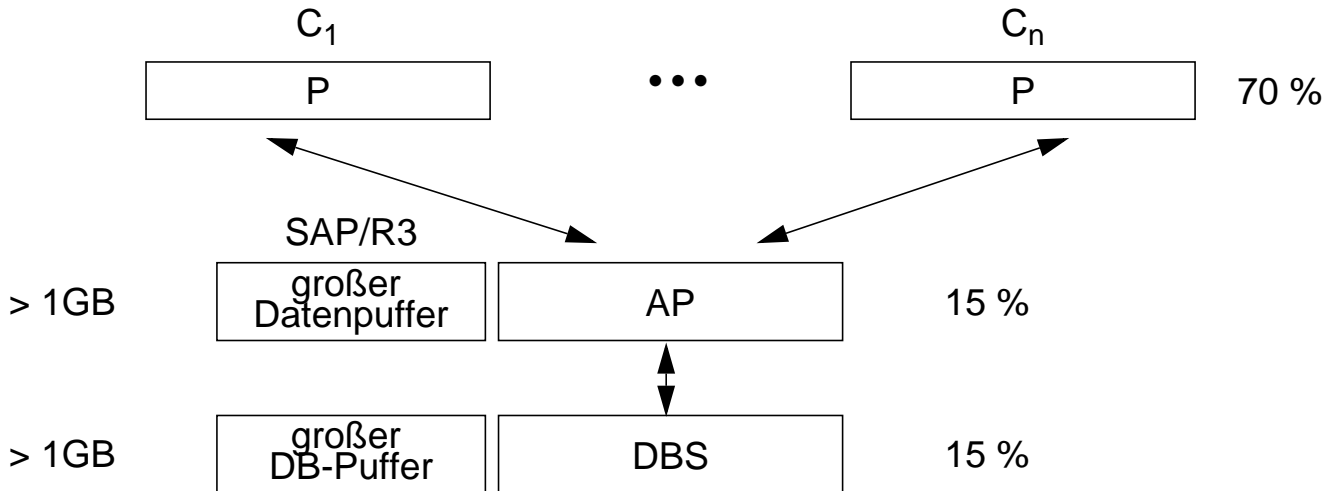 C₁
Cₙ
P
•••
P
70 %
SAP/R3
> 1GB
großer
Datenpuffer
AP
15 %
> 1GB
großer
DB-Puffer
DBS
15 %